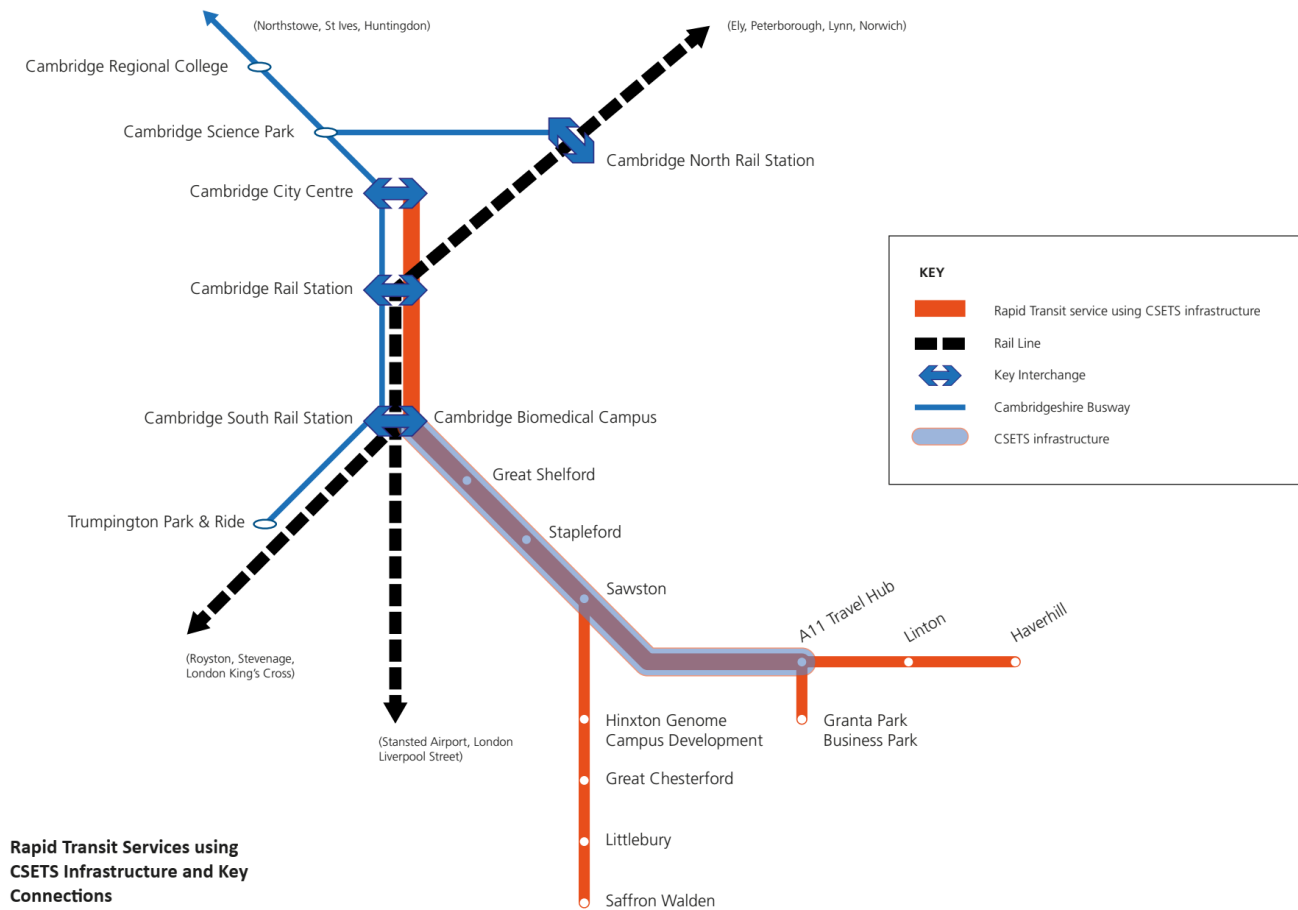 (Northstowe, St Ives, Huntingdon)
(Ely, Peterborough, Lynn, Norwich)
Cambridge Regional College
Cambridge Science Park
Cambridge North Rail Station
Cambridge City Centre
KEY
Rapid Transit service using CSETS infrastructure
Rail Line
Key Interchange
Cambridgeshire Busway
CSETS infrastructure
Cambridge Rail Station
Cambridge South Rail Station
Cambridge Biomedical Campus
Great Shelford
Trumpington Park & Ride
Stapleford
Sawston
A11 Travel Hub
Linton
Haverhill
(Royston, Stevenage,
London King's Cross)
Hinxton Genome
Campus Development
Granta Park
Business Park
(Stansted Airport, London
Liverpool Street)
Great Chesterford
Littlebury
Saffron Walden
Rapid Transit Services using
CSETS Infrastructure and Key
Connections